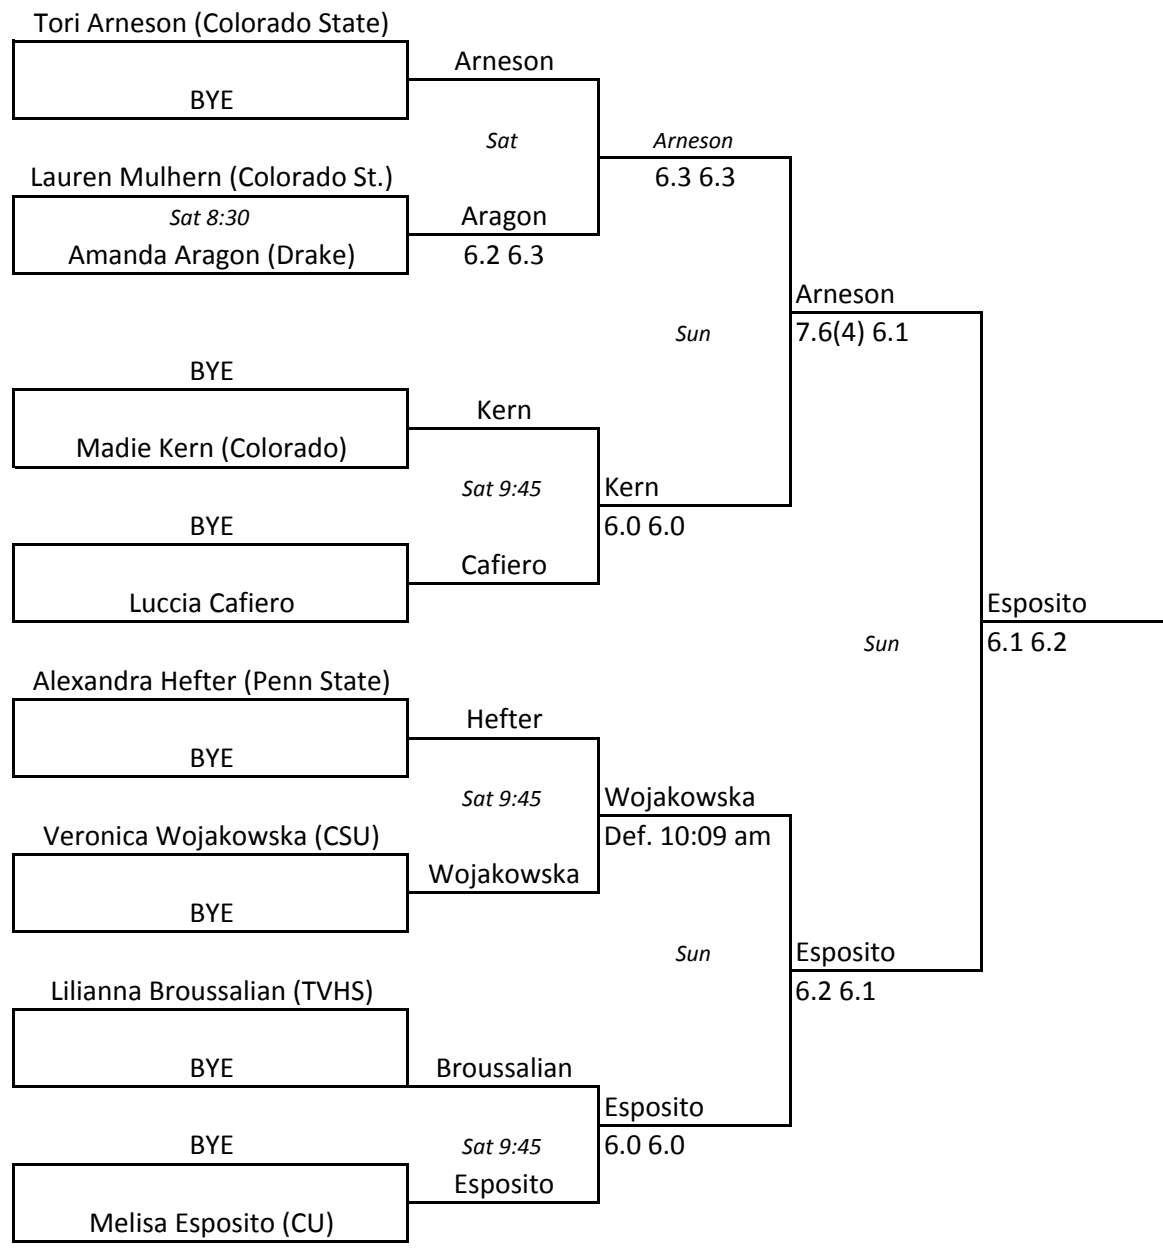 Tori Arneson (Colorado State)
Arneson
BYE
Sat
Arneson
6.3 6.3
Lauren Mulhern (Colorado St.)
Sat 8:30
Aragon
Amanda Aragon (Drake)
6.2 6.3
Arneson
Sun
7.6(4) 6.1
BYE
Kern
Madie Kern (Colorado)
Sat 9:45
Kern
BYE
6.0 6.0
Cafiero
Luccia Cafiero
Esposito
Sun
6.1 6.2
Alexandra Hefter (Penn State)
Hefter
BYE
Sat 9:45
Wojakowska
Veronica Wojakowska (CSU)
Def. 10:09 am
Wojakowska
BYE
Sun
Esposito
Lilianna Broussalian (TVHS)
6.2 6.1
BYE
Broussalian
Esposito
BYE
Sat 9:45
6.0 6.0
Esposito
Melisa Esposito (CU)